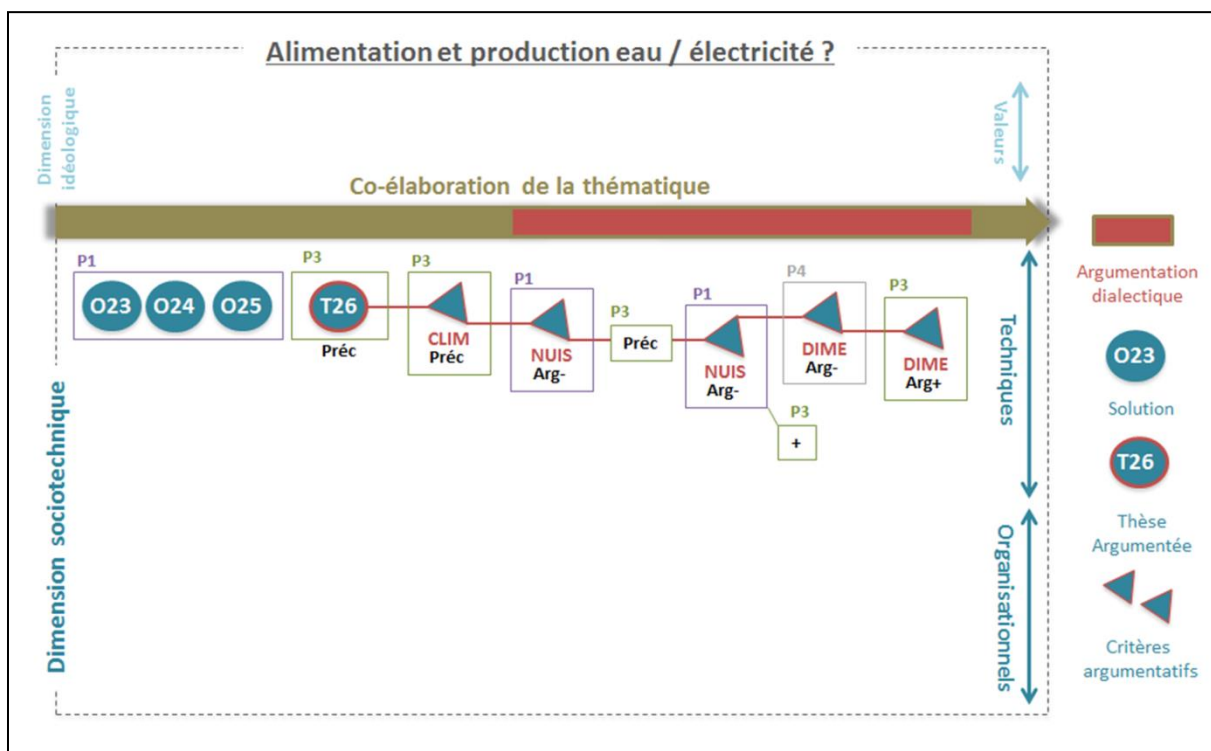 Alimentation et production eau / électricité ?
Dimension
idéologique
Valeurs
Co-élaboration de la thématique
P1
O23
O24
O25
P3
T26
Préc
P3
CLIM
Préc
P1
NUIS
Arg-
P3
Préc
P1
NUIS
Arg-
P3
+
P4
DIME
Arg-
P3
DIME
Arg+
Dimension sociotechnique
Techniques
Organisationnels
Argumentation
dialectique
O23
Solution
T26
Thèse
Argumentée
Critères
argumentatifs